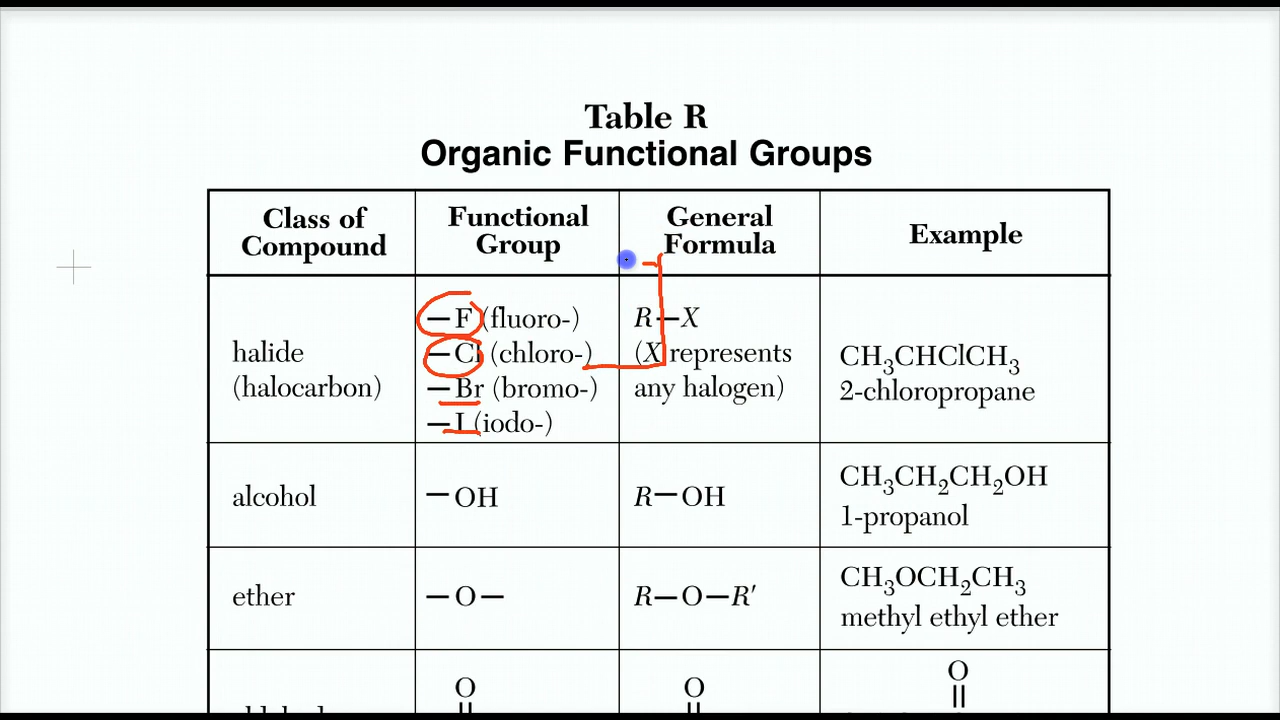 Table R
Organic Functional Groups
Class of Compound
Functional Group
General Formula
Example
halide
(halocarbon)
—F (fluoro-)
—Cl (chloro-)
—Br (bromo-)
—I (iodo-)
R—X
(X represents
any halogen)
CH₃CHClCH₃
2-chloropropane
alcohol
—OH
R—OH
CH₃CH₂CH₂OH
1-propanol
ether
—O—
R—O—R′
CH₃OCH₂CH₃
methyl ethyl ether
O
O
O